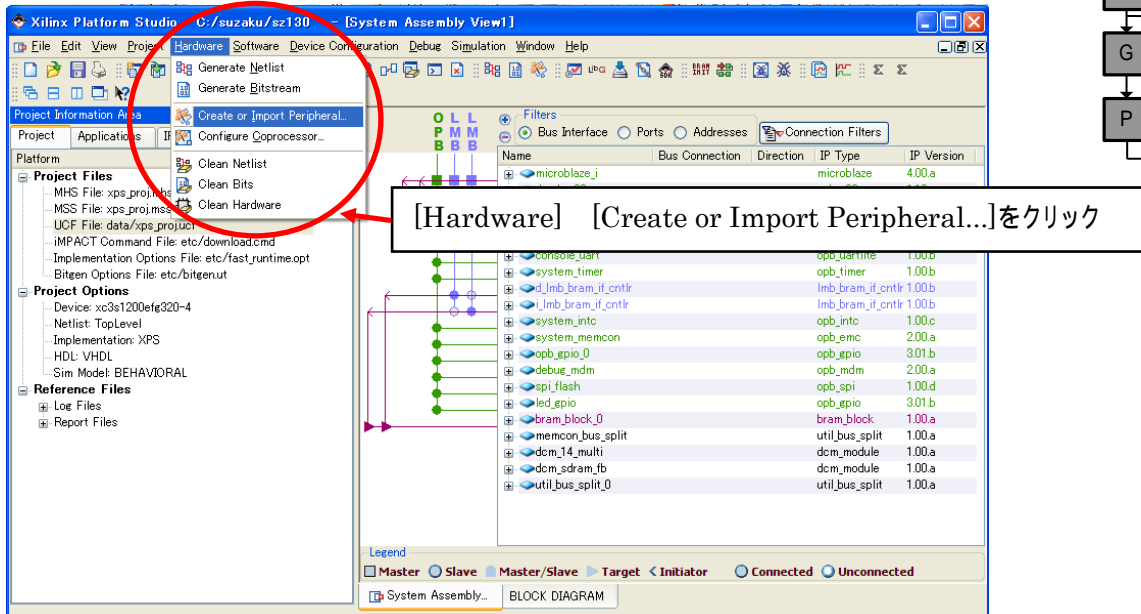 Xilinx Platform Studio - C:/suzaku/sz130 - [System Assembly View1]
File Edit View Project Hardware Software Device Configuration Debug Simulation Window Help
Generate Netlist
Generate Bitstream
Create or Import Peripheral...
Configure Coprocessor...
Clean Netlist
Clean Bits
Clean Hardware
Project Information Area
Project Applications
Platform
Project Files
MHS File: xps_proj.mhs
MSS File: xps_proj.mss
UCF File: data/xps_proj.ucf
iMPACT Command File: etc/download.cmd
Implementation Options File: etc/fast_runtime.opt
Bitgen Options File: etc/bitgen.ut
Project Options
Device: xc3s1200efg320-4
Netlist: TopLevel
Implementation: XPS
HDL: VHDL
Sim Model: BEHAVIORAL
Reference Files
Log Files
Report Files
O L L
P M M
B B B
Filters
Bus Interface Ports Addresses Connection Filters
Name Bus Connection Direction IP Type IP Version
microblaze_i microblaze 4.00.a
[Hardware] [Create or Import Peripheral...]をクリック
console_uart opb_uartlite 1.00.b
system_timer opb_timer 1.00.b
d_lmb_bram_if_cntlr lmb_bram_if_cntlr 1.00.b
i_lmb_bram_if_cntlr lmb_bram_if_cntlr 1.00.b
system_intc opb_intc 1.00.c
system_memcon opb_emc 2.00.a
opb_gpio_0 opb_gpio 3.01.b
debug_mdm opb_mdm 2.00.a
spi_flash opb_spi 1.00.d
led_gpio opb_gpio 3.01.b
bram_block_0 bram_block 1.00.a
memcon_bus_split util_bus_split 1.00.a
dcm_14_multi dcm_module 1.00.a
dcm_sdram_fb dcm_module 1.00.a
util_bus_split_0 util_bus_split 1.00.a
Legend
Master Slave Master/Slave Target Initiator Connected Unconnected
System Assembly... BLOCK DIAGRAM
G
P